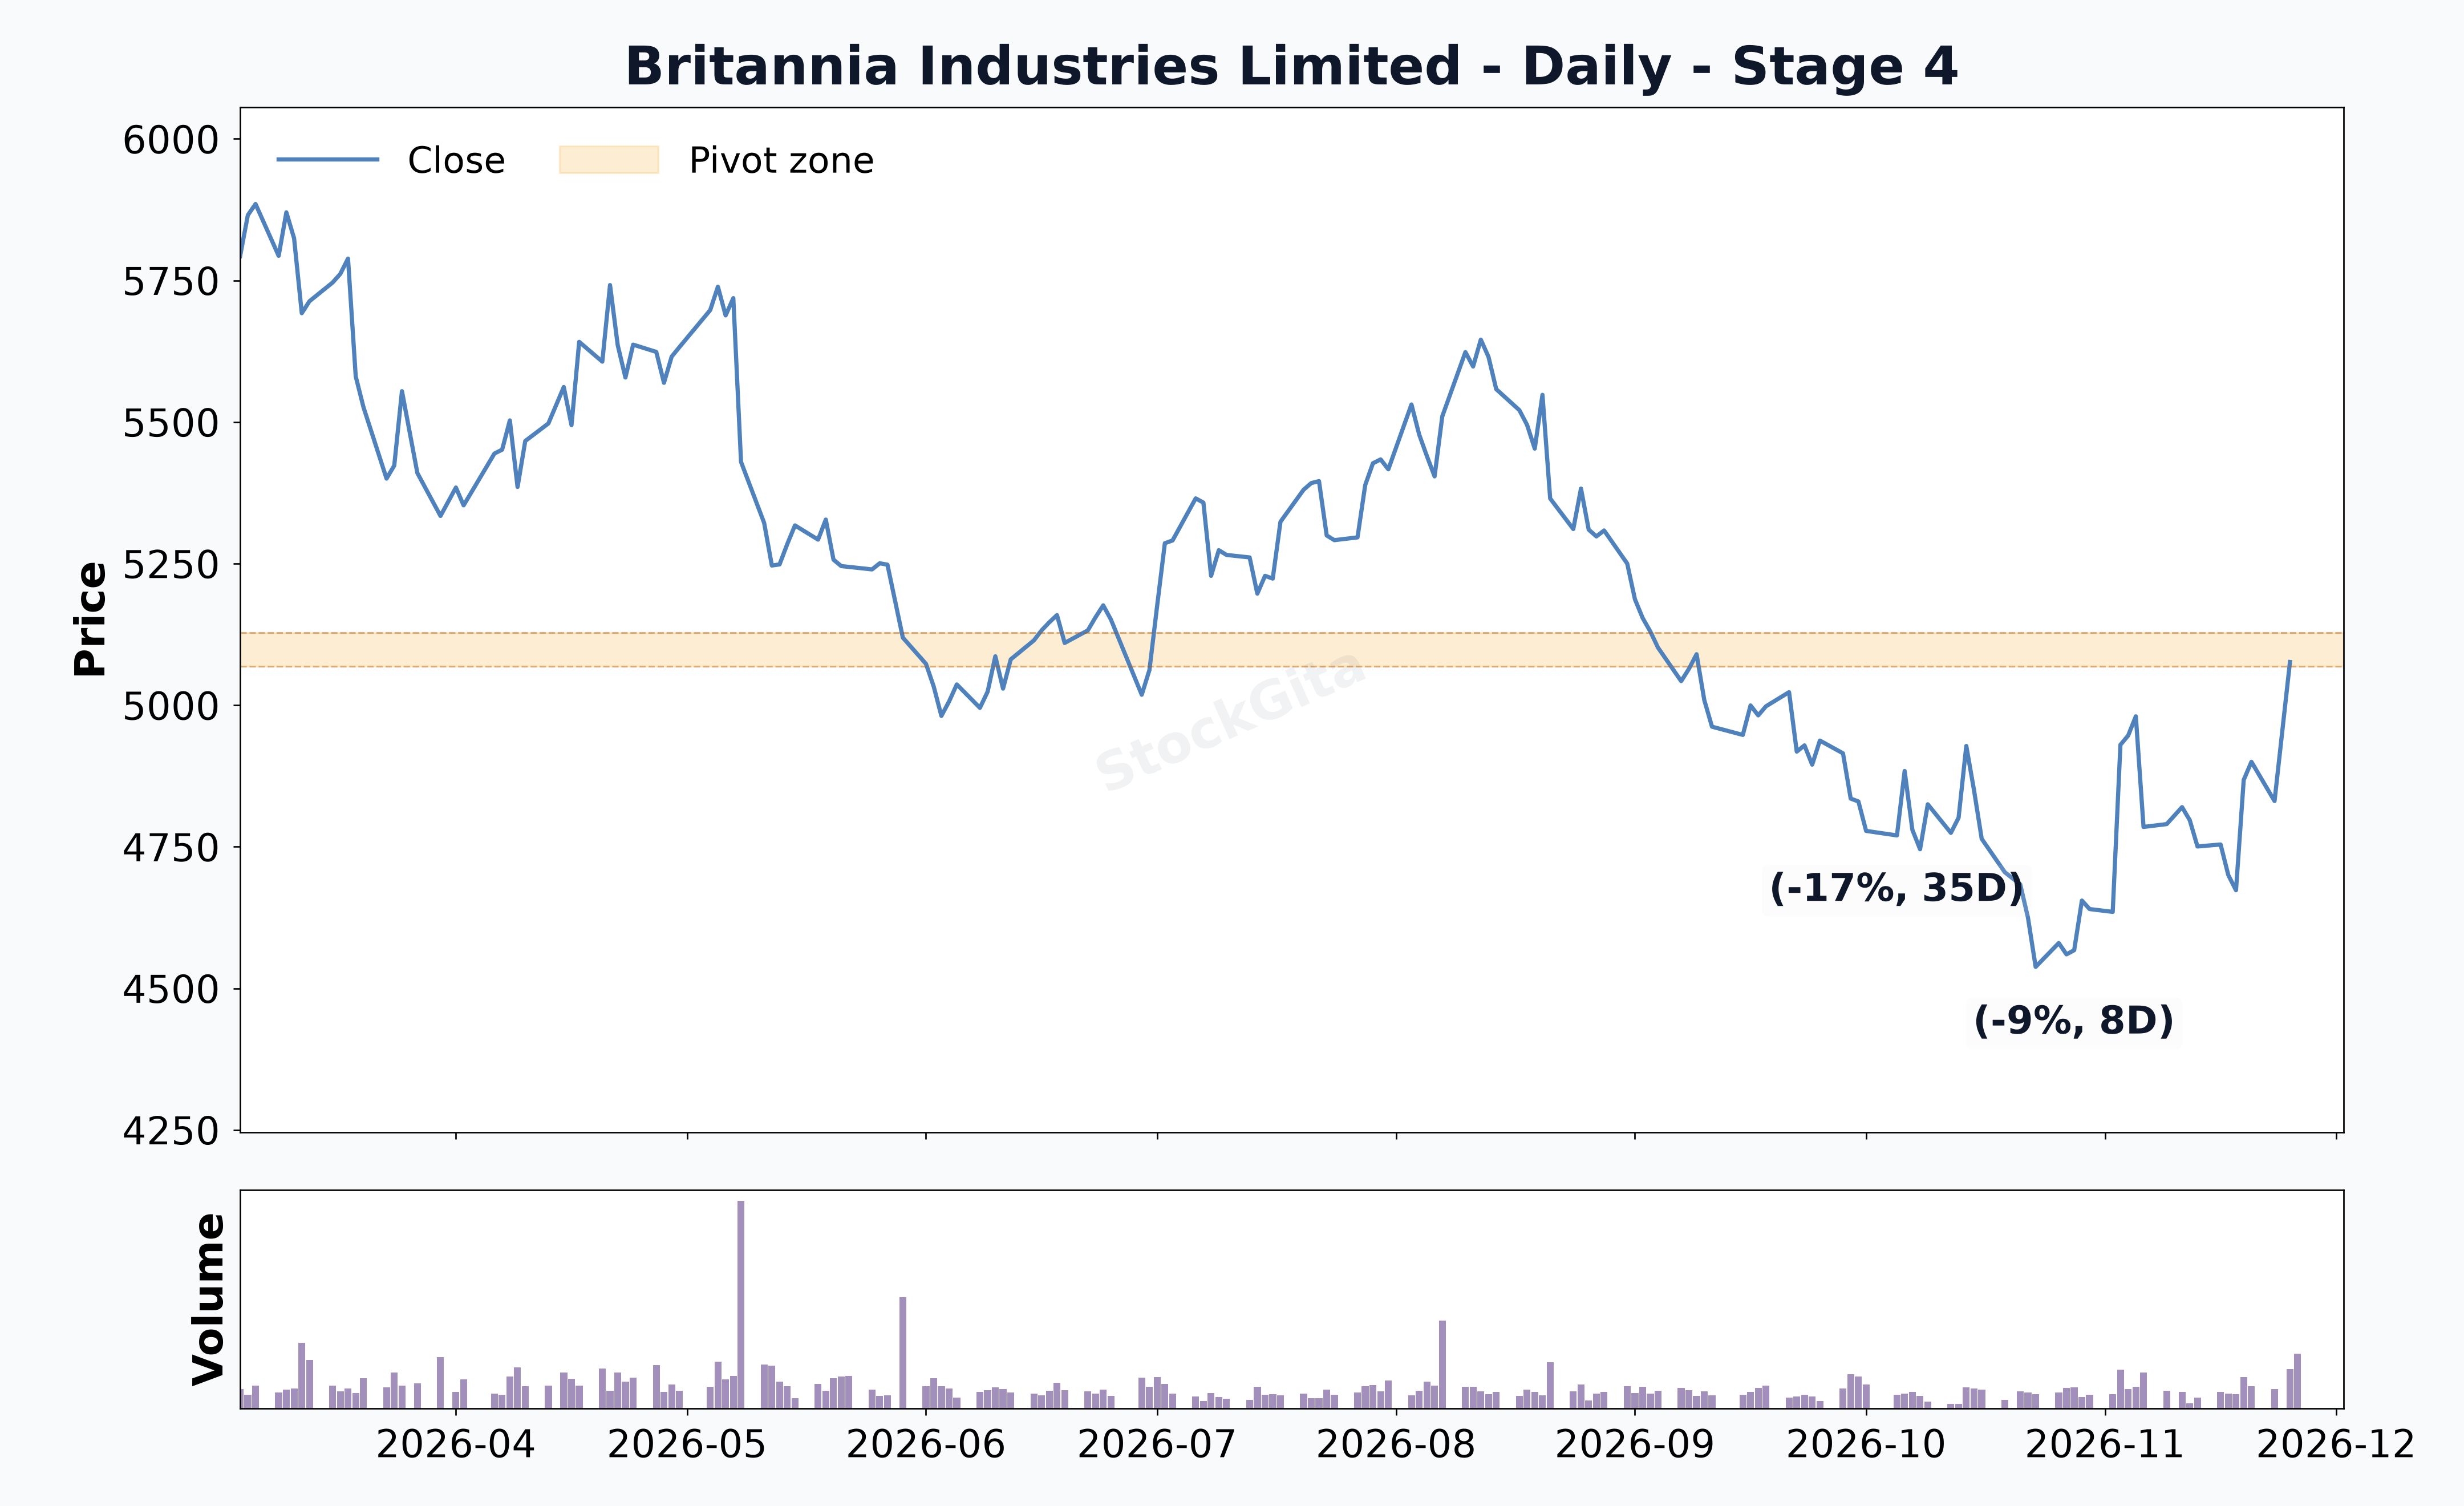 Britannia Industries Limited - Daily - Stage 4
Close
Pivot zone
6000
5750
5500
5250
5000
4750
4500
4250
Price
StockGita
(-17%, 35D)
(-9%, 8D)
Volume
2026-04
2026-05
2026-06
2026-07
2026-08
2026-09
2026-10
2026-11
2026-12